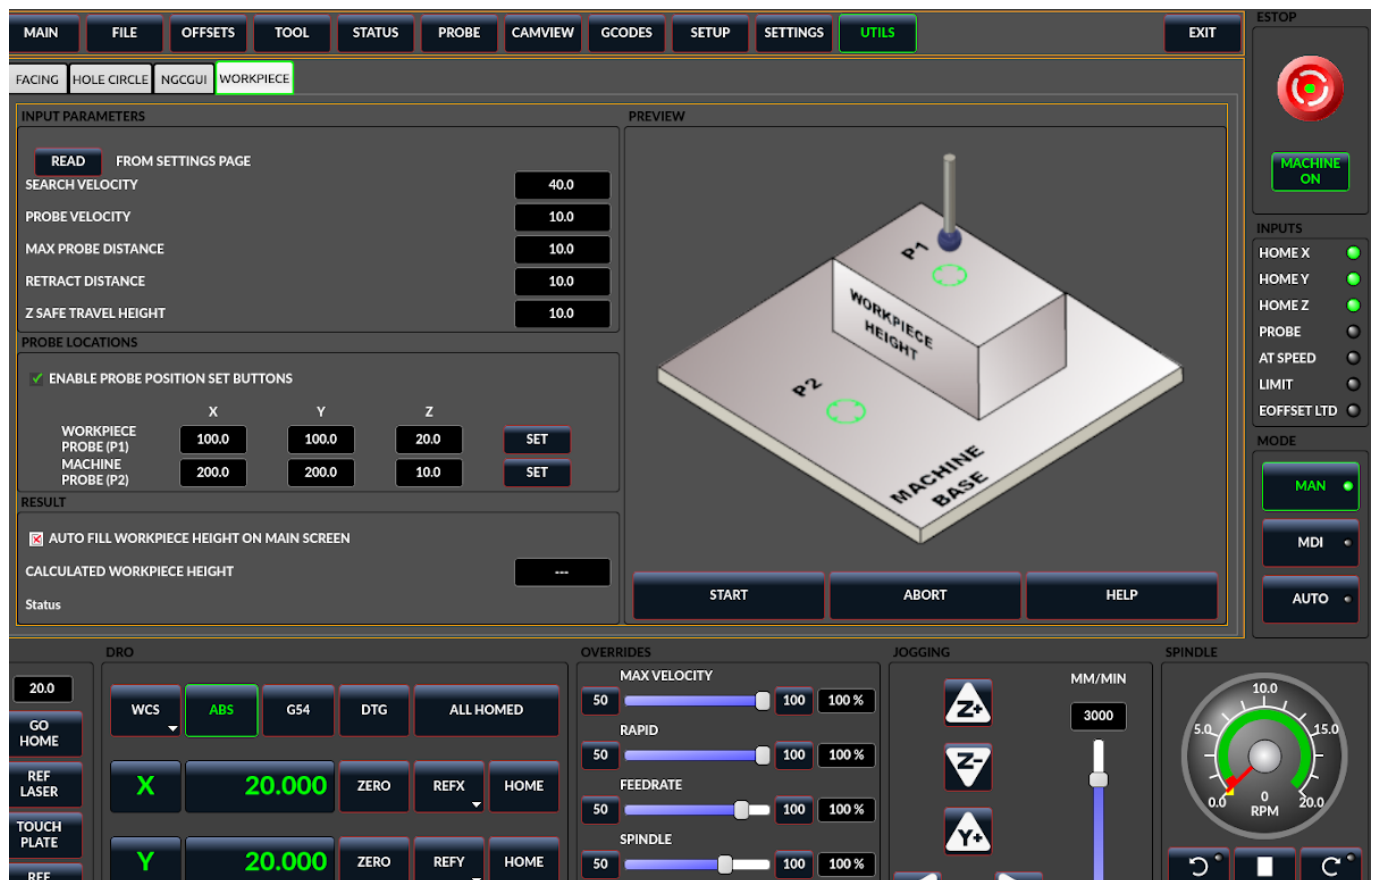 MAIN FILE OFFSETS TOOL STATUS PROBE CAMVIEW GCODES SETUP SETTINGS UTILS EXIT
FACING HOLE CIRCLE NGCGUI WORKPIECE
INPUT PARAMETERS
READ FROM SETTINGS PAGE
SEARCH VELOCITY 40.0
PROBE VELOCITY 10.0
MAX PROBE DISTANCE 10.0
RETRACT DISTANCE 10.0
Z SAFE TRAVEL HEIGHT 10.0
PROBE LOCATIONS
ENABLE PROBE POSITION SET BUTTONS
X Y Z
WORKPIECE
PROBE (P1) 100.0 100.0 20.0 SET
MACHINE
PROBE (P2) 200.0 200.0 10.0 SET
RESULT
AUTO FILL WORKPIECE HEIGHT ON MAIN SCREEN
CALCULATED WORKPIECE HEIGHT ---
Status
PREVIEW
P1
WORKPIECE
HEIGHT
P2
MACHINE
BASE
START ABORT HELP
ESTOP
MACHINE
ON
INPUTS
HOME X
HOME Y
HOME Z
PROBE
AT SPEED
LIMIT
EOFFSET LTD
MODE
MAN
MDI
AUTO
20.0
GO
HOME
REF
LASER
TOUCH
PLATE
REF
DRO
WCS ABS G54 DTG ALL HOMED
X 20.000 ZERO REFX HOME
Y 20.000 ZERO REFY HOME
OVERRIDES
MAX VELOCITY
50 100 100 %
RAPID
50 100 100 %
FEEDRATE
50 100 100 %
SPINDLE
50 100 100 %
JOGGING
Z+
Z-
Y+
MM/MIN
3000
SPINDLE
10.0
5.0 15.0
0.0 0 20.0
RPM